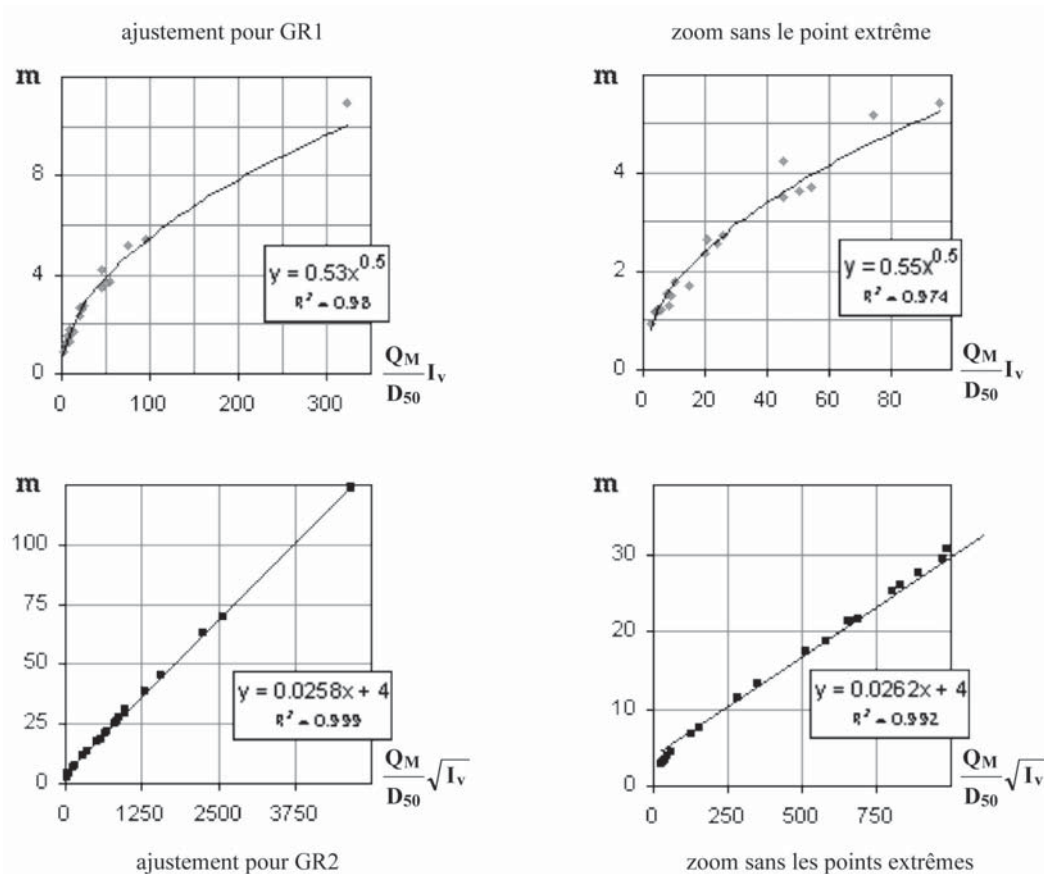 ajustement pour GR1
zoom sans le point extrême
m
8
4
0
0 100 200 300
y = 0.53x^0.5
R² = 0.98
Q_M/D_50 I_v
m
4
2
0
0 20 40 60 80
y = 0.55x^0.5
R² = 0.974
Q_M/D_50 I_v
m
100
75
50
25
0
0 1250 2500 3750
y = 0.0258x + 4
R² = 0.999
Q_M/D_50 √I_v
m
30
20
10
0
0 250 500 750
y = 0.0262x + 4
R² = 0.992
Q_M/D_50 √I_v
ajustement pour GR2
zoom sans les points extrêmes